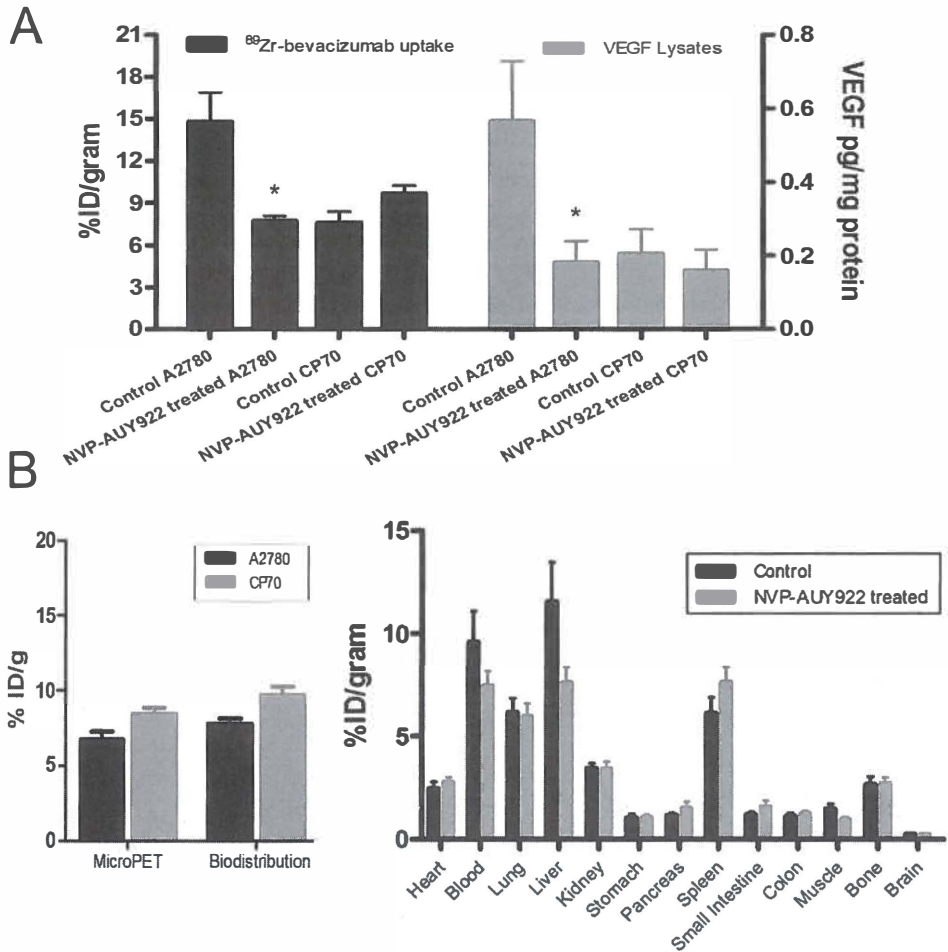 A
21
18
15
12
9
6
3
0
%ID/gram
⁸⁹Zr-bevacizumab uptake
VEGF Lysates
*
*
0.8
0.6
0.4
0.2
0.0
VEGF pg/mg protein
Control A2780
NVP-AUY922 treated A2780
Control CP70
NVP-AUY922 treated CP70
Control A2780
NVP-AUY922 treated A2780
Control CP70
NVP-AUY922 treated CP70
B
20
15
10
5
0
% ID/g
A2780
CP70
MicroPET
Biodistribution
15
10
5
0
%ID/gram
Control
NVP-AUY922 treated
Heart
Blood
Lung
Liver
Kidney
Stomach
Pancreas
Spleen
Small Intestine
Colon
Muscle
Bone
Brain